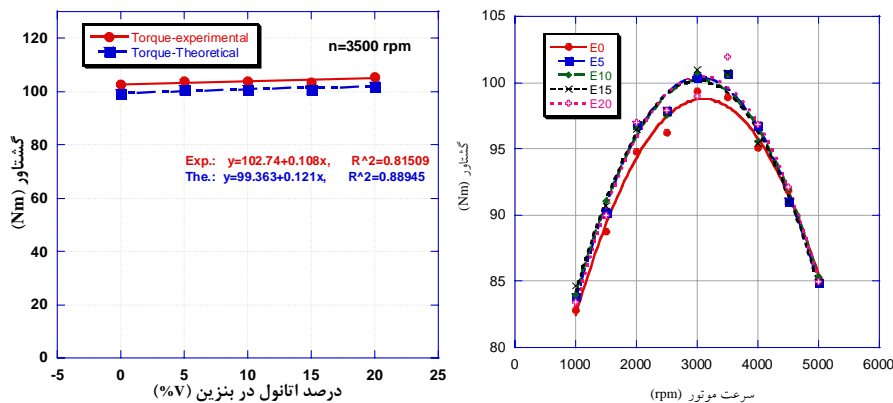 120
100
80
60
40
20
0
-5
0
5
10
15
20
25
گشتاور (Nm)
درصد اتانول در بنزین (%V)
Torque-experimental
Torque-Theoretical
n=3500 rpm
Exp.: y=102.74+0.108x, R^2=0.81509
The.: y=99.363+0.121x, R^2=0.88945
105
100
95
90
85
80
0
1000
2000
3000
4000
5000
6000
گشتاور (Nm)
سرعت موتور (rpm)
E0
E5
E10
E15
E20